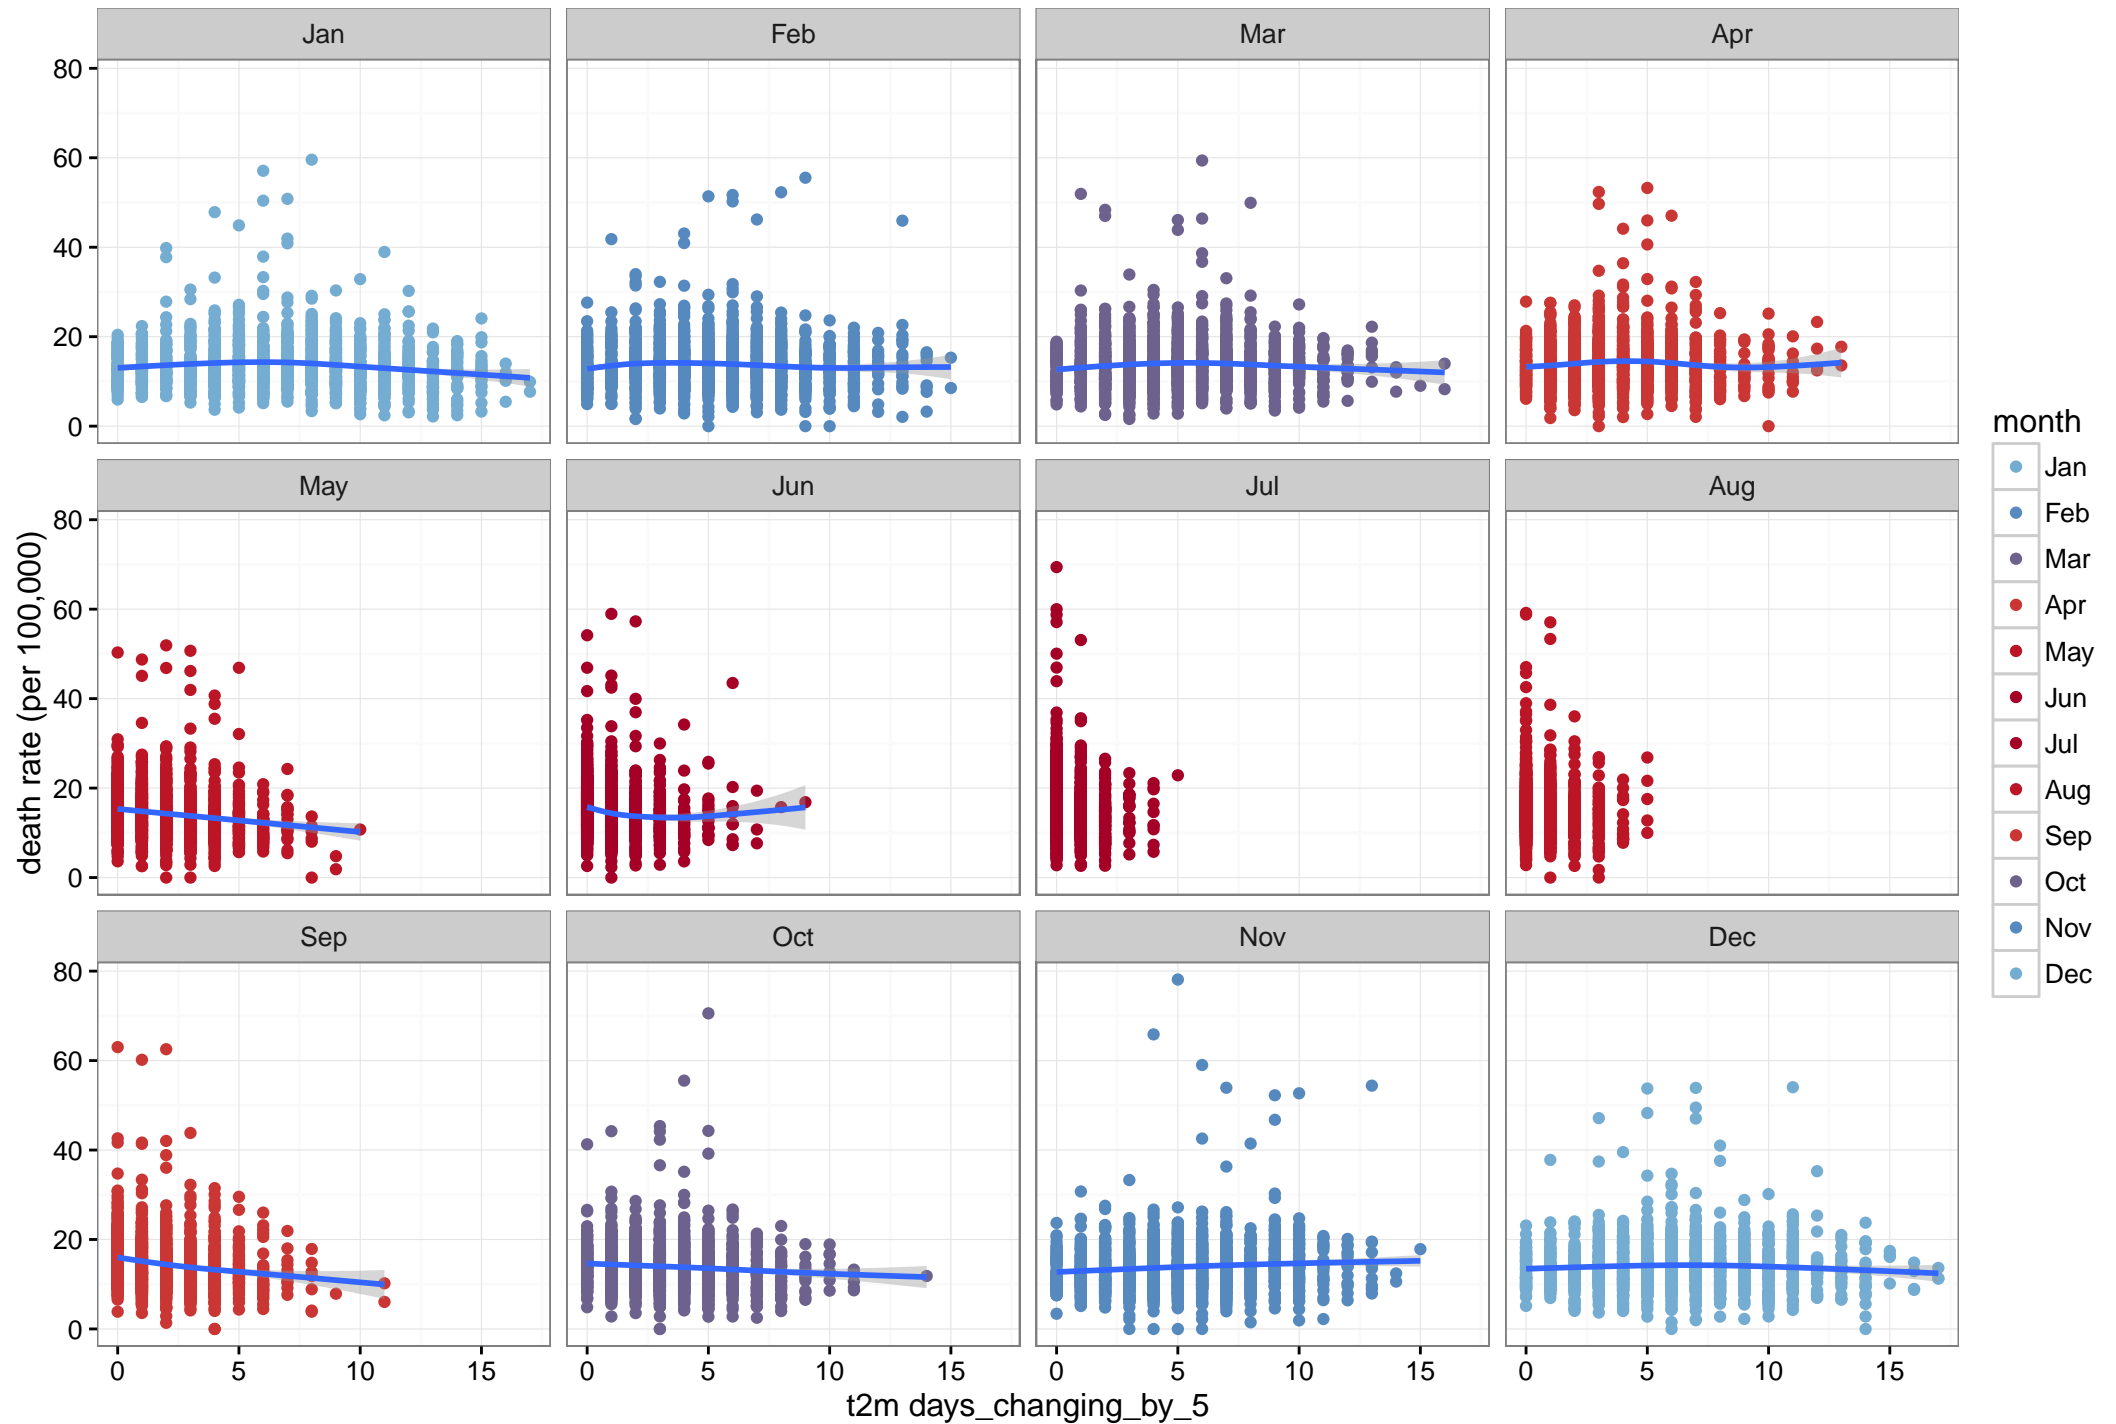 Jan Feb Mar Apr
80
60
40
20
0
May Jun Jul Aug
80
60
40
20
0
Sep Oct Nov Dec
80
60
40
20
0
0 5 10 15 0 5 10 15 0 5 10 15 0 5 10 15
t2m days_changing_by_5
death rate (per 100,000)
month
Jan
Feb
Mar
Apr
May
Jun
Jul
Aug
Sep
Oct
Nov
Dec